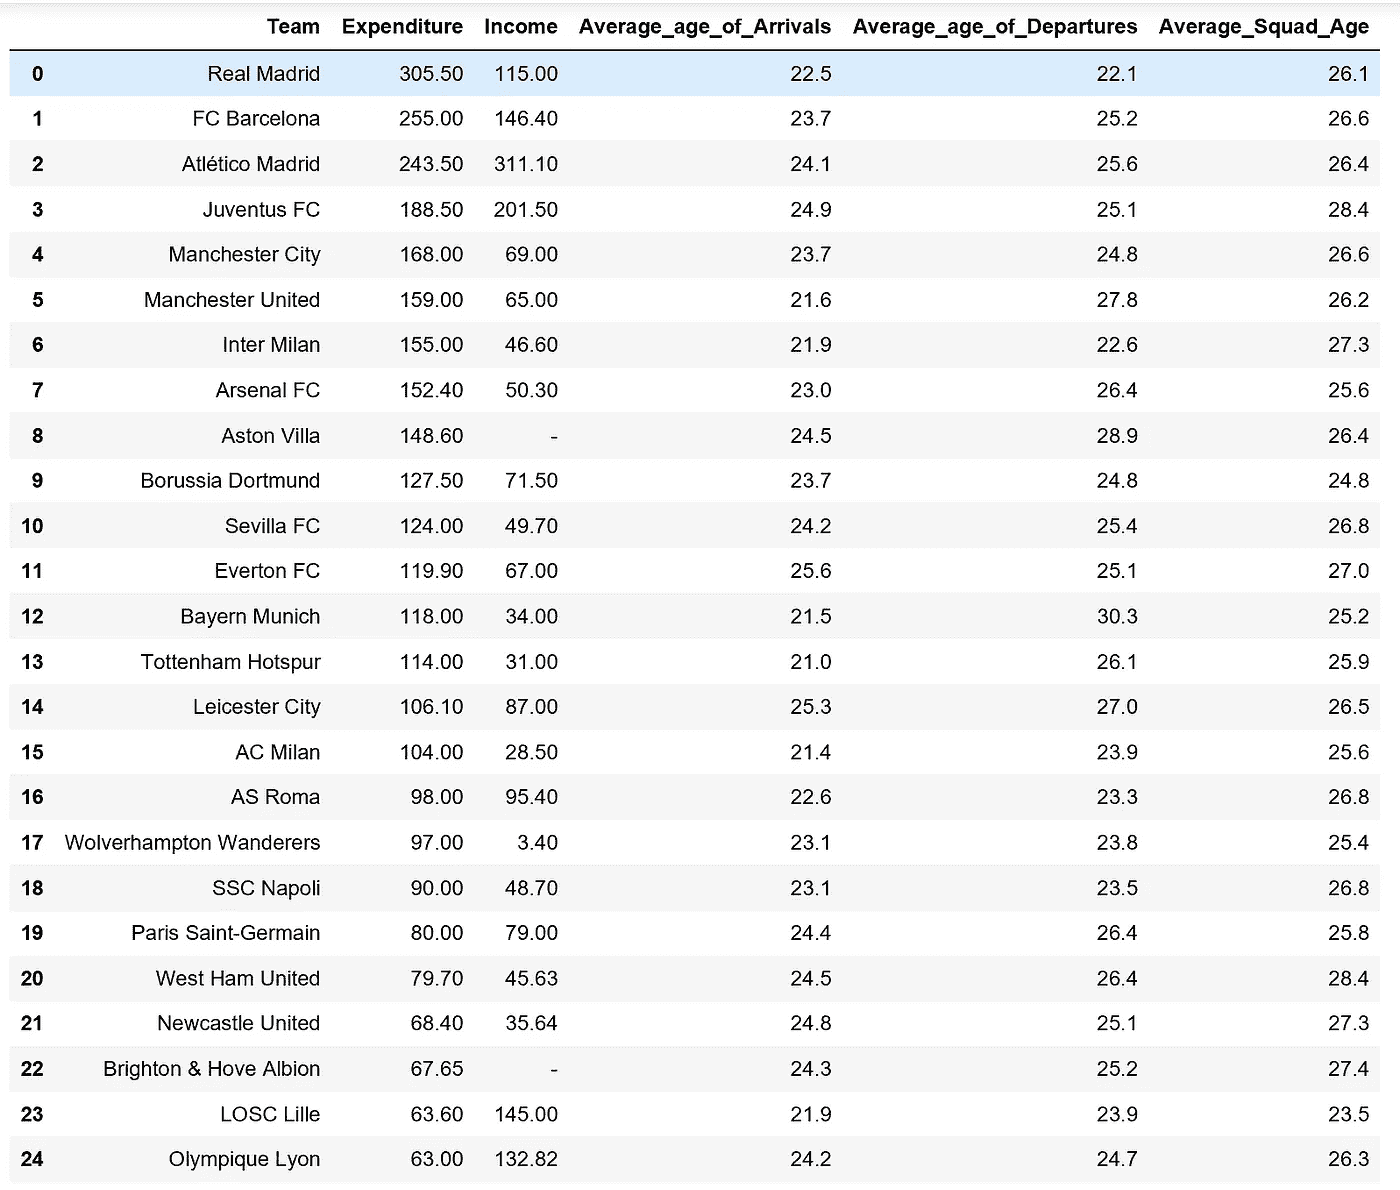 Team Expenditure Income Average_age_of_Arrivals Average_age_of_Departures Average_Squad_Age
0 Real Madrid 305.50 115.00 22.5 22.1 26.1
1 FC Barcelona 255.00 146.40 23.7 25.2 26.6
2 Atlético Madrid 243.50 311.10 24.1 25.6 26.4
3 Juventus FC 188.50 201.50 24.9 25.1 28.4
4 Manchester City 168.00 69.00 23.7 24.8 26.6
5 Manchester United 159.00 65.00 21.6 27.8 26.2
6 Inter Milan 155.00 46.60 21.9 22.6 27.3
7 Arsenal FC 152.40 50.30 23.0 26.4 25.6
8 Aston Villa 148.60 - 24.5 28.9 26.4
9 Borussia Dortmund 127.50 71.50 23.7 24.8 24.8
10 Sevilla FC 124.00 49.70 24.2 25.4 26.8
11 Everton FC 119.90 67.00 25.6 25.1 27.0
12 Bayern Munich 118.00 34.00 21.5 30.3 25.2
13 Tottenham Hotspur 114.00 31.00 21.0 26.1 25.9
14 Leicester City 106.10 87.00 25.3 27.0 26.5
15 AC Milan 104.00 28.50 21.4 23.9 25.6
16 AS Roma 98.00 95.40 22.6 23.3 26.8
17 Wolverhampton Wanderers 97.00 3.40 23.1 23.8 25.4
18 SSC Napoli 90.00 48.70 23.1 23.5 26.8
19 Paris Saint-Germain 80.00 79.00 24.4 26.4 25.8
20 West Ham United 79.70 45.63 24.5 26.4 28.4
21 Newcastle United 68.40 35.64 24.8 25.1 27.3
22 Brighton & Hove Albion 67.65 - 24.3 25.2 27.4
23 LOSC Lille 63.60 145.00 21.9 23.9 23.5
24 Olympique Lyon 63.00 132.82 24.2 24.7 26.3